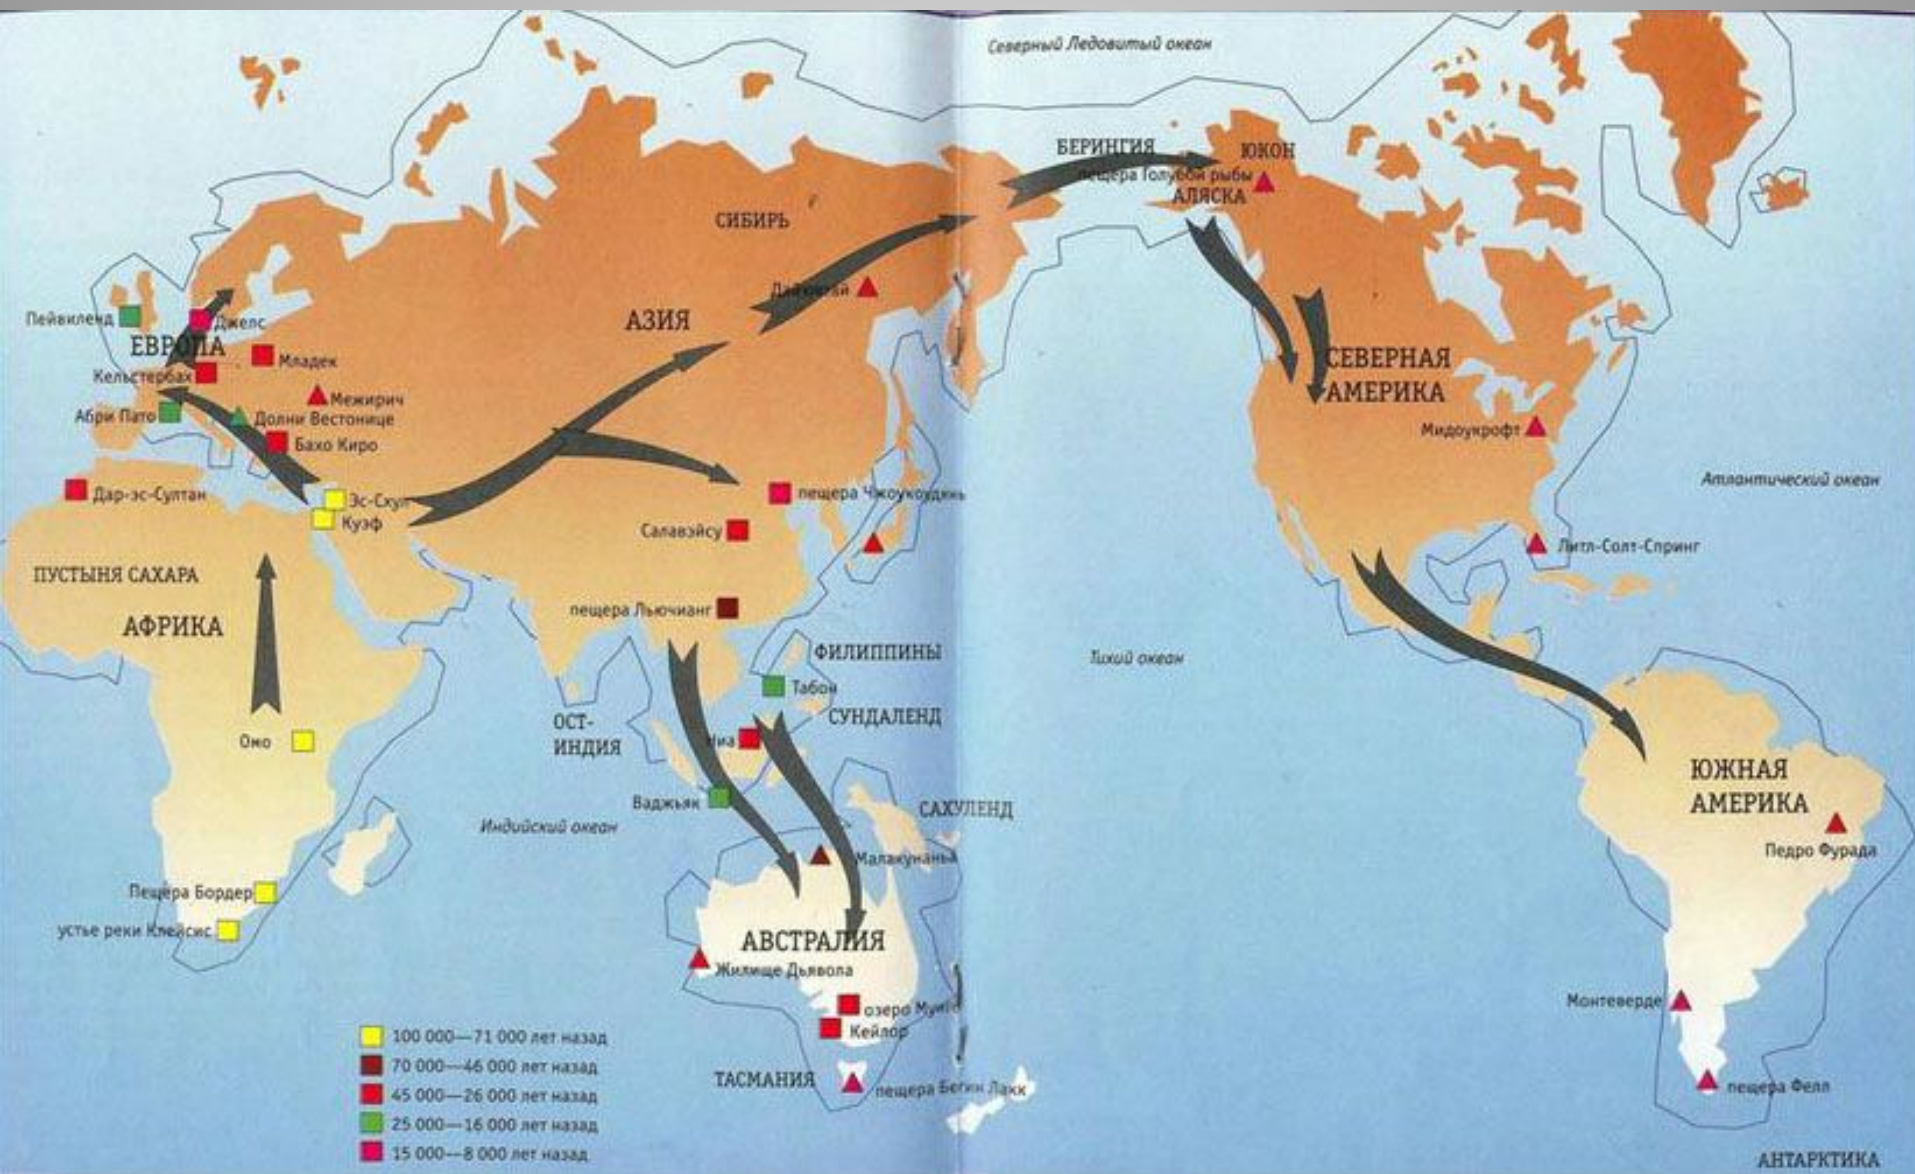 Северный Ледовитый океан
БЕРИНГИЯ
ЮКОН
пещера Голубой рыбы
АЛЯСКА
СИБИРЬ
Дайюктай
АЗИЯ
Пейвиленд
Джелс
ЕВРОПА
Младек
Кельстербах
Межирич
Абри Пато
Долни Вестонице
Бахо Киро
СЕВЕРНАЯ
АМЕРИКА
Мидоукрофт
Атлантический океан
Дар-эс-Султан
Эс-Схул
Куэф
пещера Чжоукоудянь
Салавэйсу
Литл-Солт-Спринг
ПУСТЫНЯ САХАРА
АФРИКА
пещера Льючианг
ФИЛИППИНЫ
Тихий океан
Табон
СУНДАЛЕНД
ОСТ-
ИНДИЯ
Омо
Ниа
ЮЖНАЯ
АМЕРИКА
Ваджьяк
САХУЛЕНД
Индийский океан
Малакунанья
Педро Фурада
Пещера Бордер
устье реки Клейсис
АВСТРАЛИЯ
Жилище Дьявола
озеро Мунго
Кейлор
Монтеверде
ТАСМАНИЯ
пещера Бегин Лакк
пещера Фелл
100 000—71 000 лет назад
70 000—46 000 лет назад
45 000—26 000 лет назад
25 000—16 000 лет назад
15 000—8 000 лет назад
АНТАРКТИКА